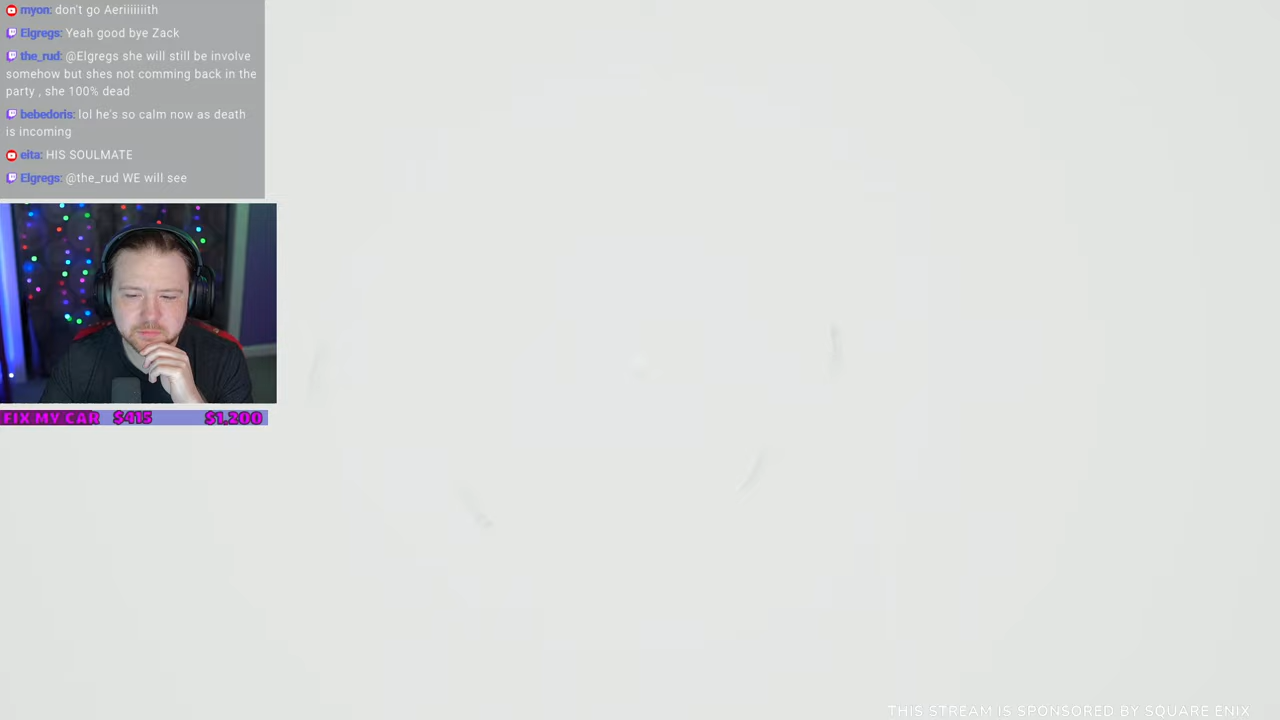 myon: don't go Aeriiiiiiith
Elgregs: Yeah good bye Zack
the_rud: @Elgregs she will still be involve
somehow but shes not comming back in the
party , she 100% dead
bebedoris: lol he's so calm now as death
is incoming
eita: HIS SOULMATE
Elgregs: @the_rud WE will see
FIX MY CAR $415 $1,200
THIS STREAM IS SPONSORED BY SQUARE ENIX